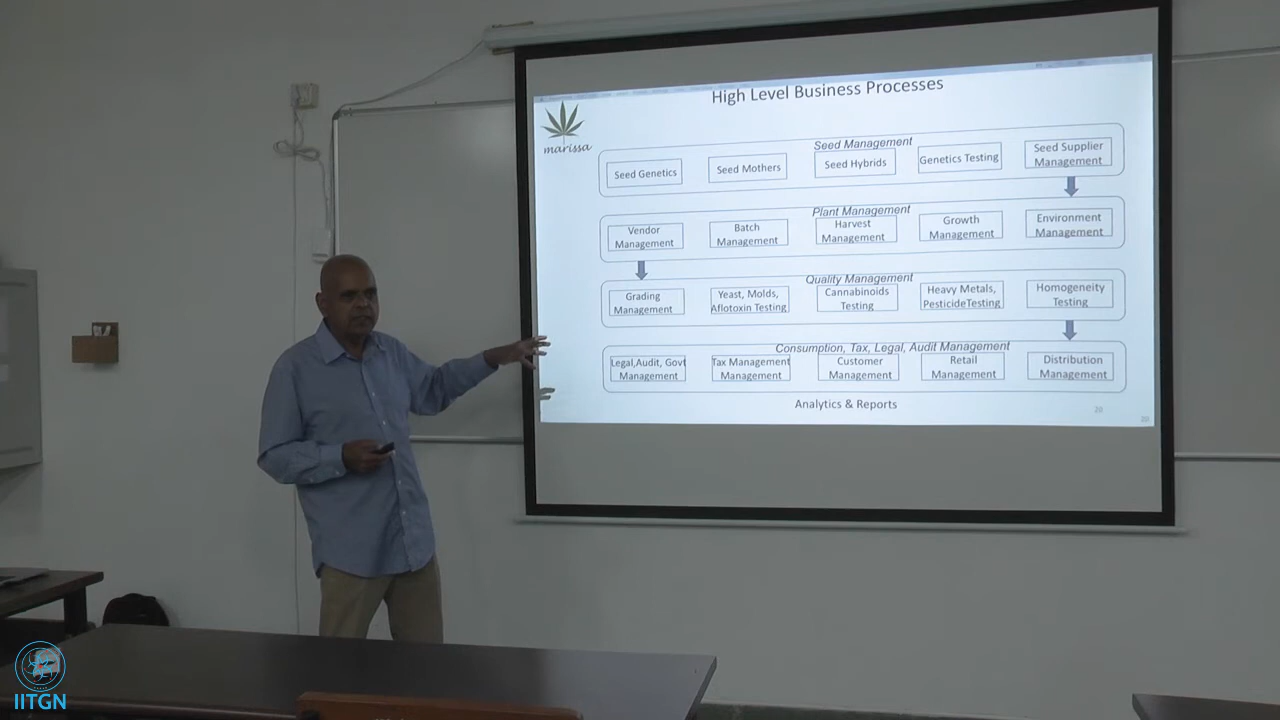 High Level Business Processes
marissa
Seed Management
Seed Genetics
Seed Mothers
Seed Hybrids
Genetics Testing
Seed Supplier
Management
Plant Management
Vendor
Management
Batch
Management
Harvest
Management
Growth
Management
Environment
Management
Quality Management
Grading
Management
Yeast, Molds,
Aflotoxin Testing
Cannabinoids
Testing
Heavy Metals,
PesticideTesting
Homogeneity
Testing
Consumption, Tax, Legal, Audit Management
Legal,Audit, Govt
Management
Tax Management
Management
Customer
Management
Retail
Management
Distribution
Management
Analytics & Reports
20
IITGN